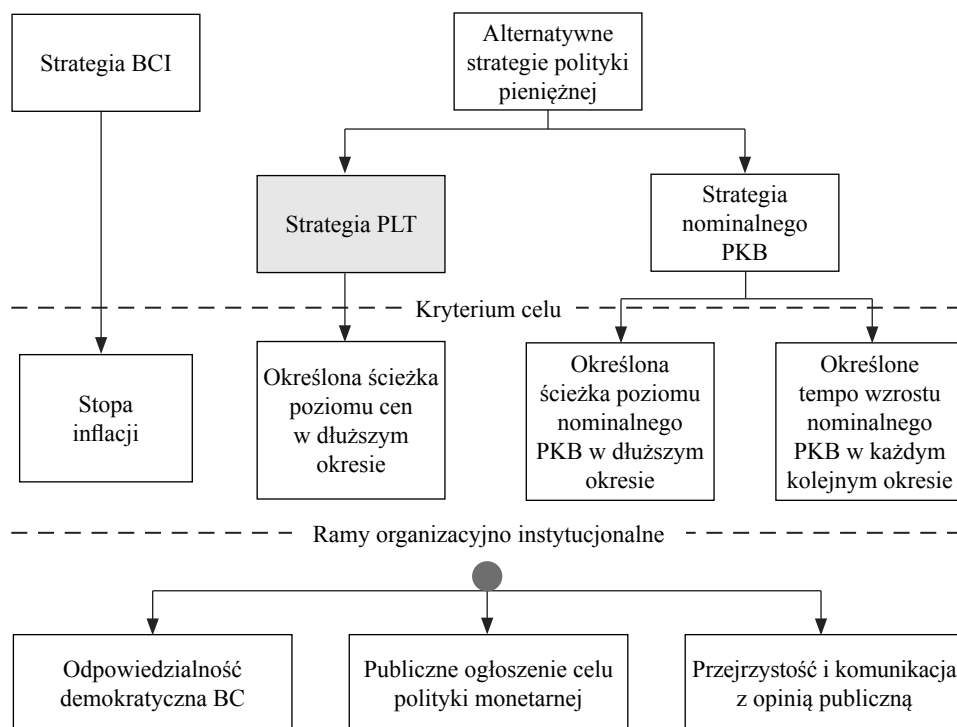 Strategia BCI
Alternatywne
strategie polityki
pieniężnej
Strategia PLT
Strategia
nominalnego
PKB
Kryterium celu
Stopa
inflacji
Określona ścieżka
poziomu cen
w dłuższym
okresie
Określona
ścieżka poziomu
nominalnego
PKB w dłuższym
okresie
Określone
tempo wzrostu
nominalnego
PKB w każdym
kolejnym okresie
Ramy organizacyjno instytucjonalne
Odpowiedzialność
demokratyczna BC
Publiczne ogłoszenie celu
polityki monetarnej
Przejrzystość i komunikacja
z opinią publiczną